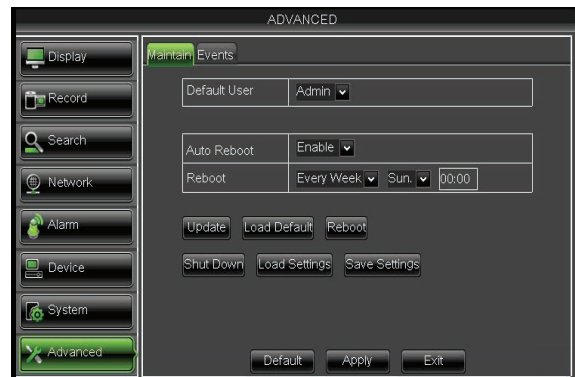 ADVANCED
Display
Record
Search
Network
Alarm
Device
System
Advanced
Maintain Events
Default User Admin
Auto Reboot Enable
Reboot Every Week Sun. 00:00
Update Load Default Reboot
Shut Down Load Settings Save Settings
Default Apply Exit